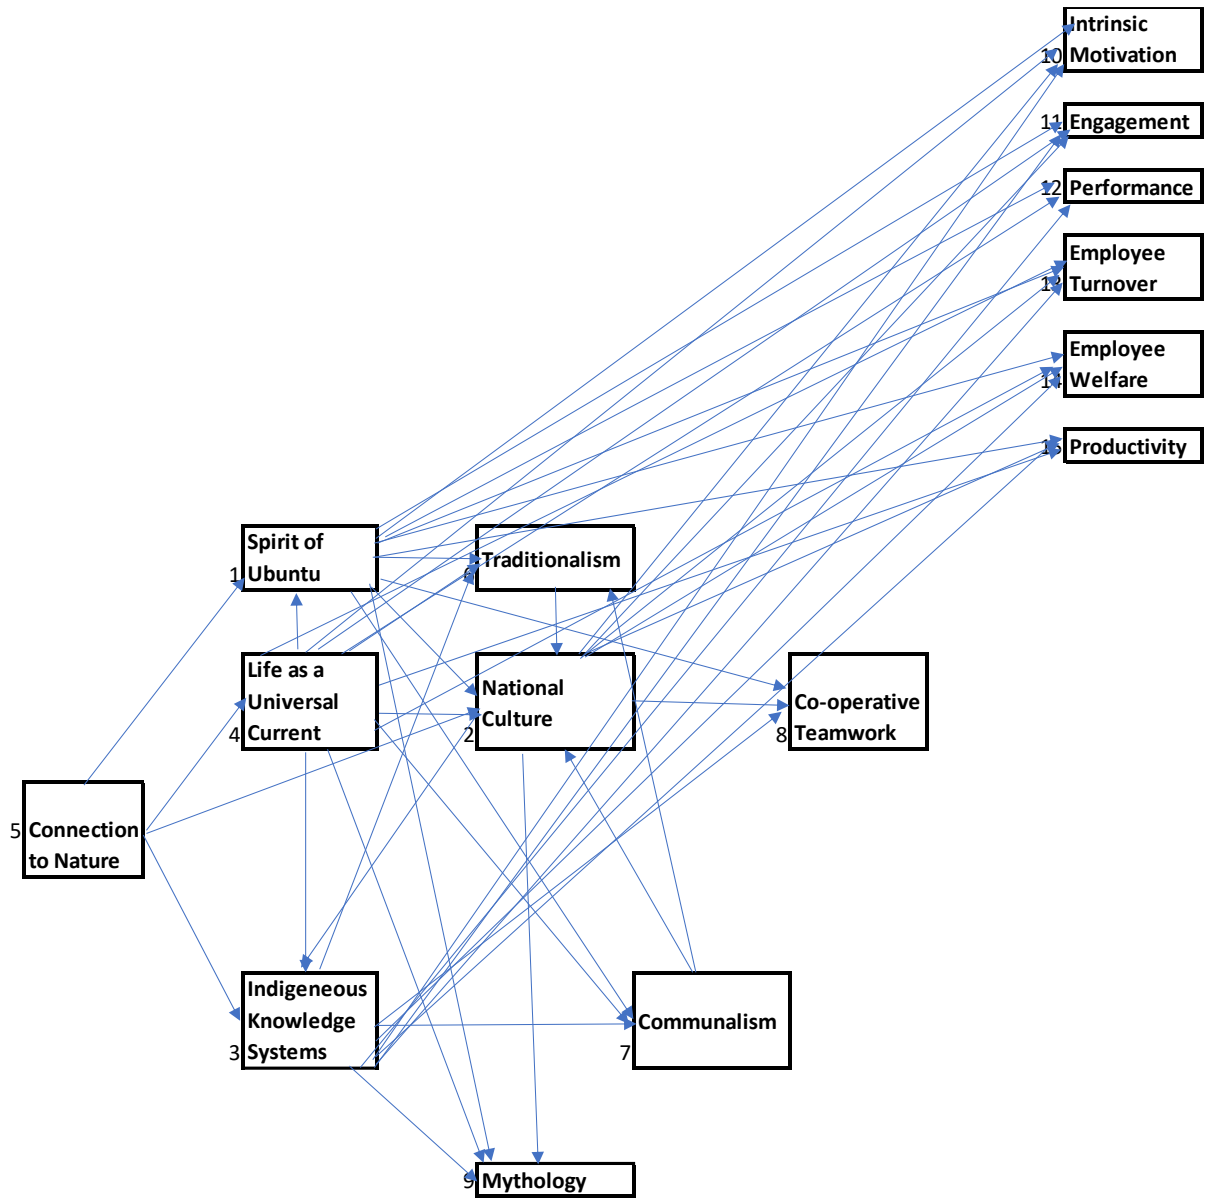 Intrinsic
10 Motivation
11 Engagement
12 Performance
Employee
13 Turnover
Employee
14 Welfare
15 Productivity
Spirit of
1 Ubuntu
6 Traditionalism
Life as a
Universal
4 Current
National
Culture
2
Co-operative
8 Teamwork
5 Connection
to Nature
Indigeneous
Knowledge
3 Systems
Communalism
7
9 Mythology